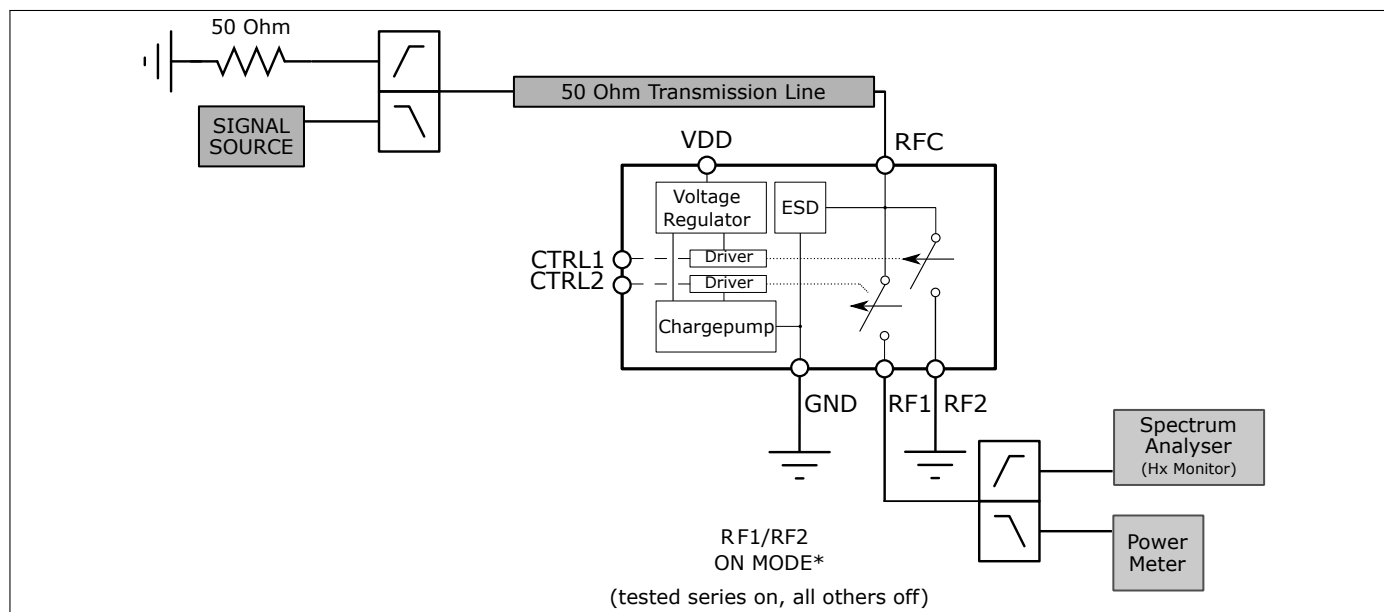 50 Ohm
SIGNAL
SOURCE
50 Ohm Transmission Line
VDD
RFC
Voltage
Regulator
ESD
CTRL1
CTRL2
Driver
Driver
Chargepump
GND
RF1
RF2
Spectrum
Analyser
(Hx Monitor)
Power
Meter
RF1/RF2
ON MODE*
(tested series on, all others off)